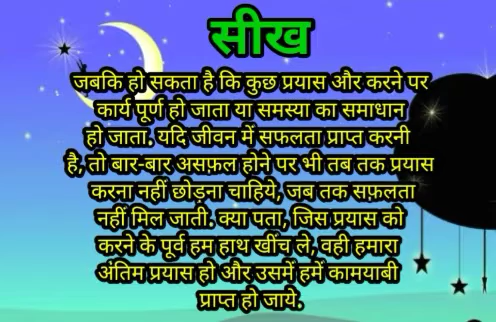 सीख
जबकि हो सकता है कि कुछ प्रयास और करने पर
कार्य पूर्ण हो जाता या समस्या का समाधान
हो जाता. यदि जीवन में सफलता प्राप्त करनी
है, तो बार-बार असफ़ल होने पर भी तब तक प्रयास
करना नहीं छोड़ना चाहिये, जब तक सफ़लता
नहीं मिल जाती. क्या पता, जिस प्रयास को
करने के पूर्व हम हाथ खींच ले, वही हमारा
अंतिम प्रयास हो और उसमें हमें कामयाबी
प्राप्त हो जाये.